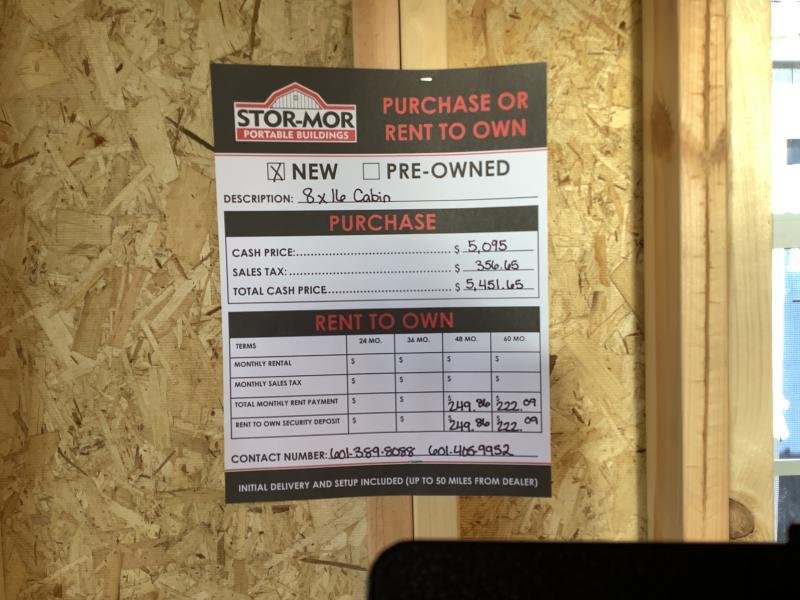 STOR-MOR
PORTABLE BUILDINGS
PURCHASE OR
RENT TO OWN
☒ NEW ☐ PRE-OWNED
DESCRIPTION: 8x16 Cabin
PURCHASE
CASH PRICE:.......... $ 5,095
SALES TAX:.......... $ 356.65
TOTAL CASH PRICE.......... $ 5,451.65
RENT TO OWN
TERMS 24 MO. 36 MO. 48 MO. 60 MO.
MONTHLY RENTAL $ $ $ $
MONTHLY SALES TAX $ $ $ $
TOTAL MONTHLY RENT PAYMENT $ $ $249.86 $222.09
RENT TO OWN SECURITY DEPOSIT $ $ $249.86 $222.09
CONTACT NUMBER: 601-389-8088 601-405-9952
INITIAL DELIVERY AND SETUP INCLUDED (UP TO 50 MILES FROM DEALER)